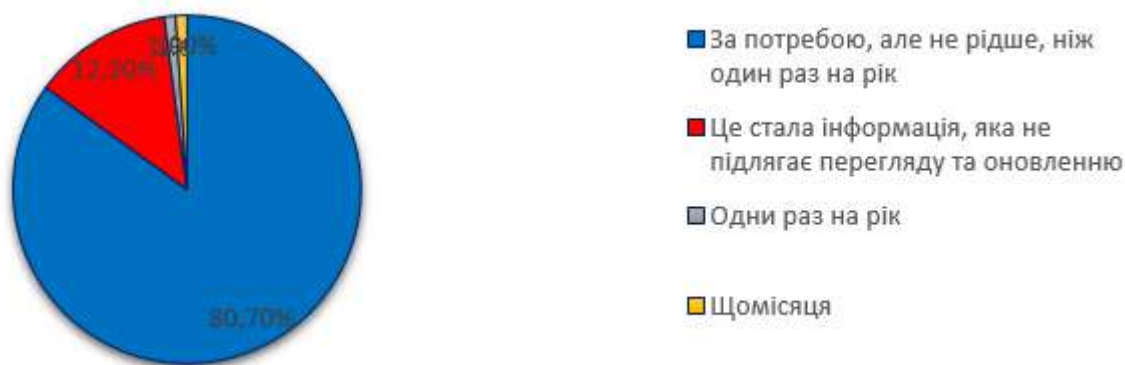 12,20%
80,70%
За потребою, але не рідше, ніж
один раз на рік
Це стала інформація, яка не
підлягає перегляду та оновленню
Одни раз на рік
Щомісяця